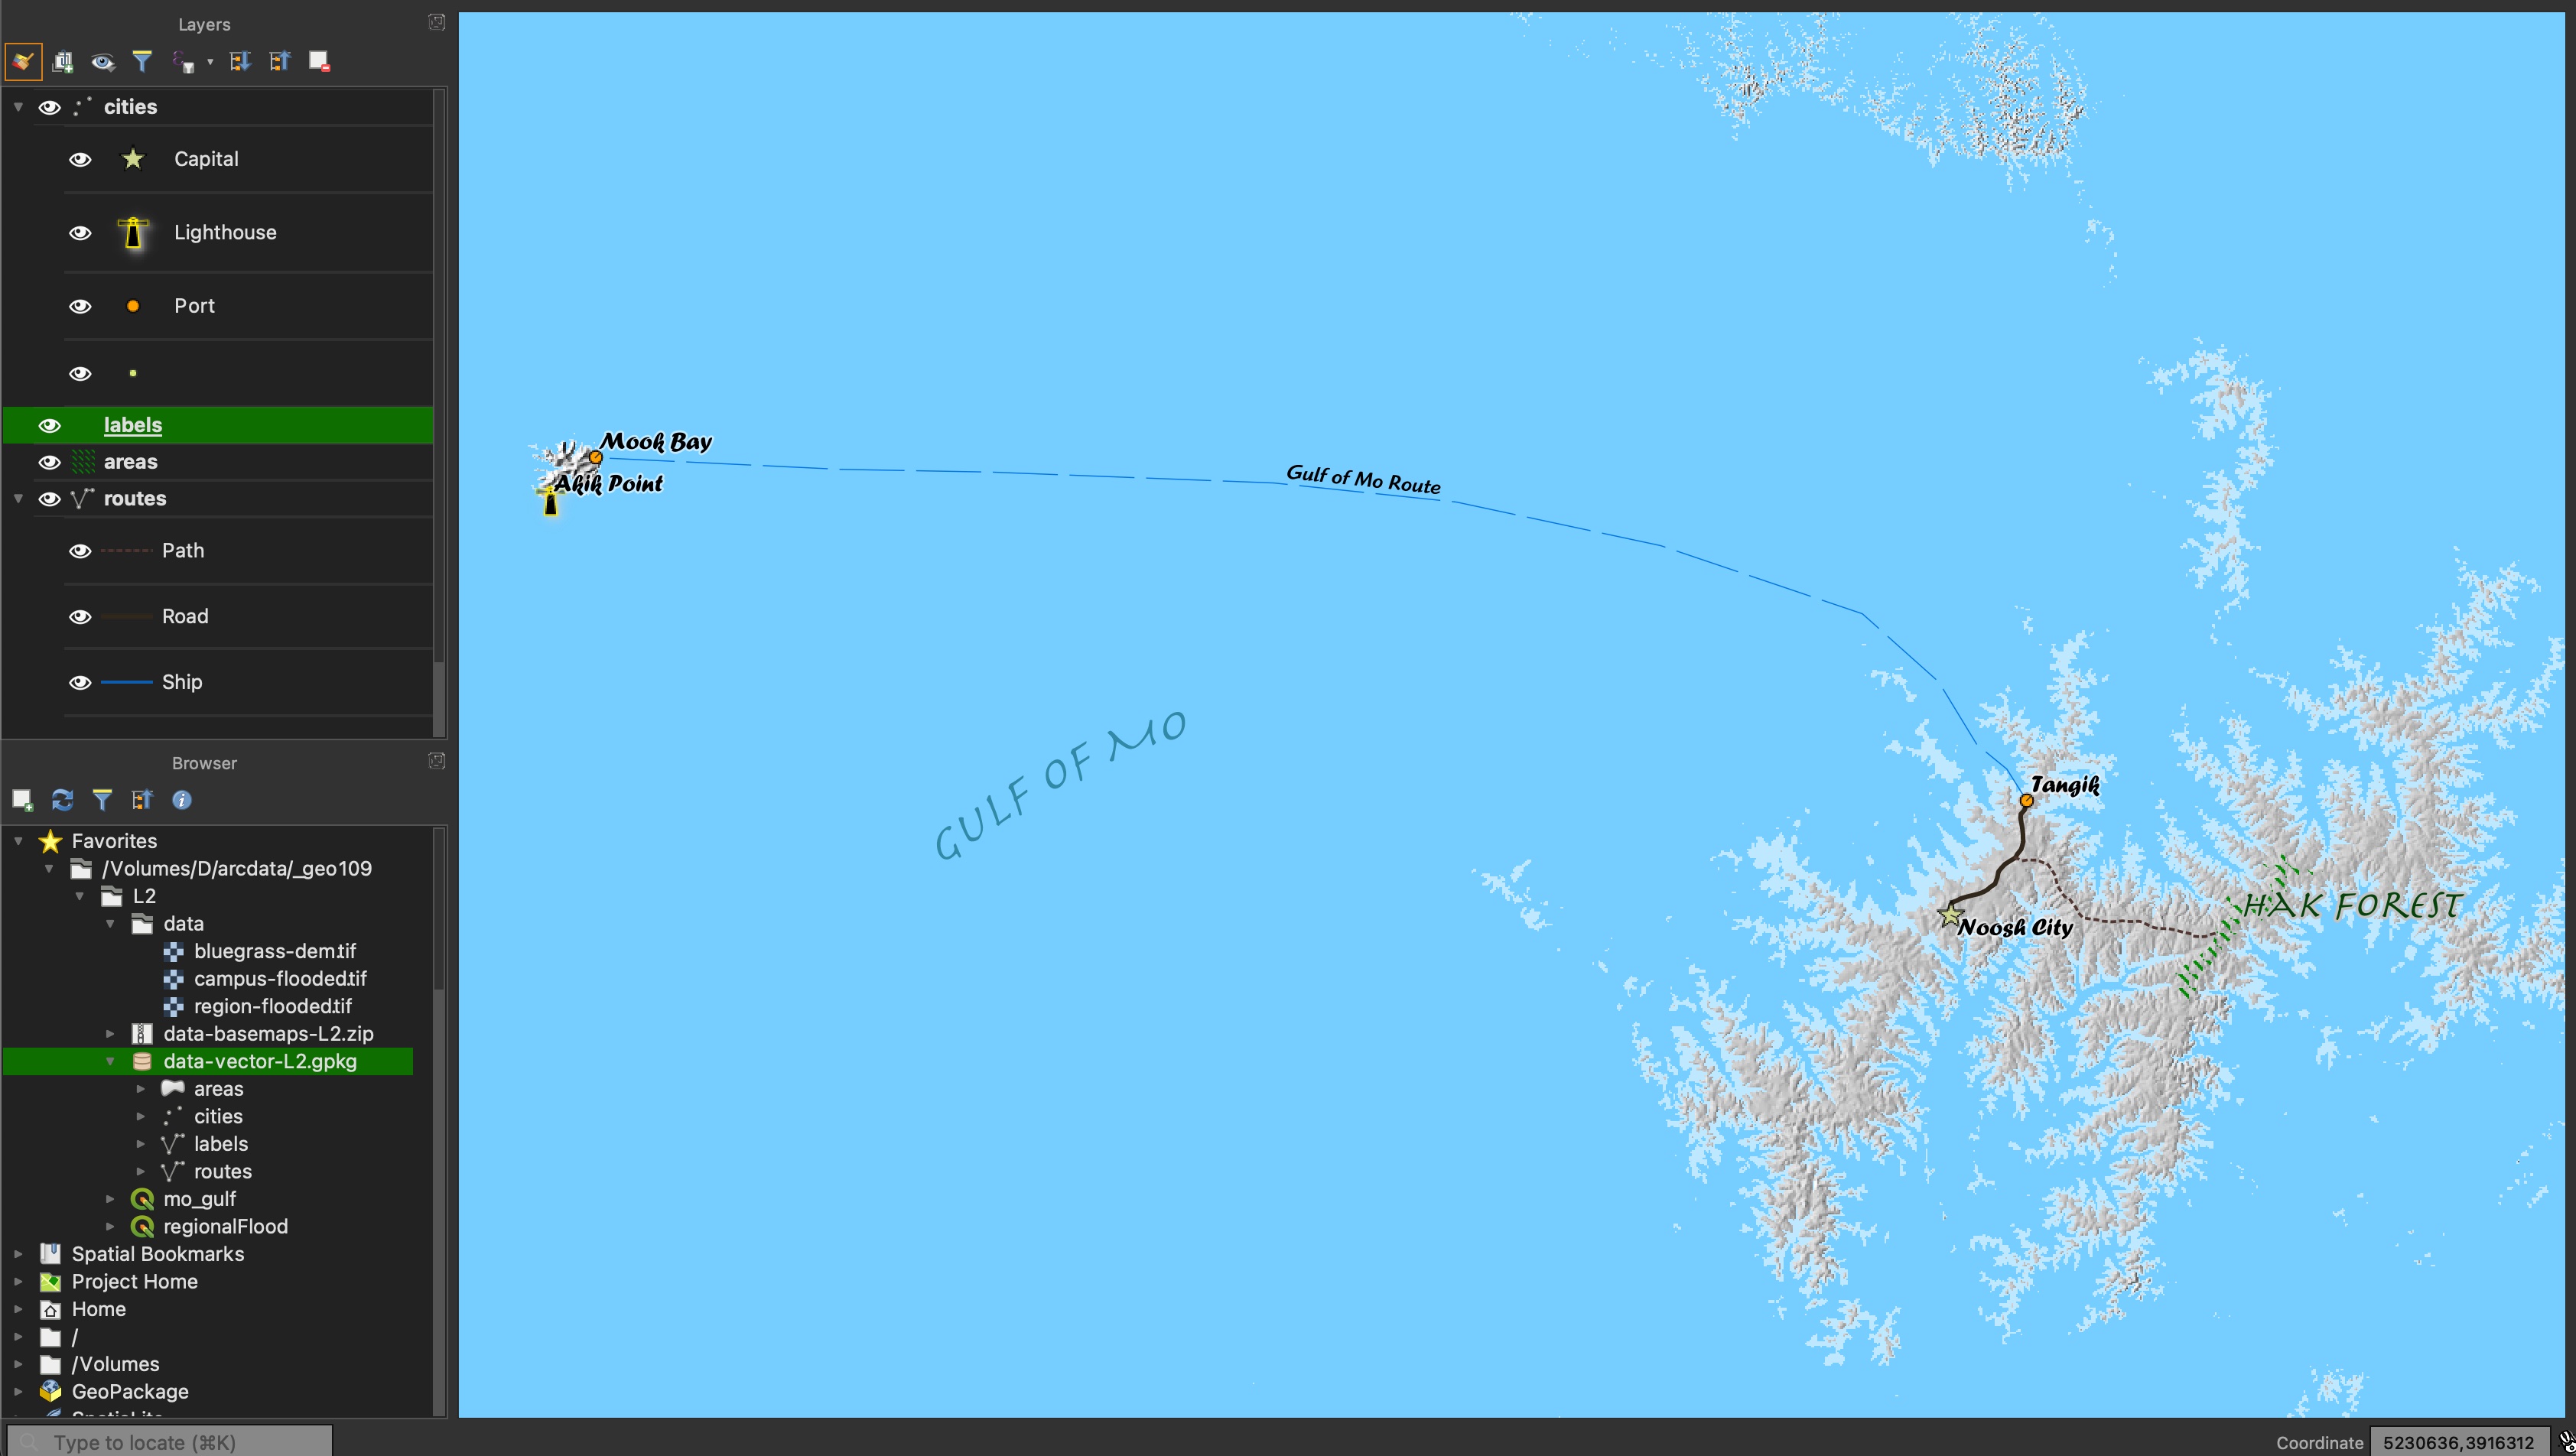 Layers
cities
Capital
Lighthouse
Port
labels
areas
routes
Path
Road
Ship
Browser
Favorites
/Volumes/D/arcdata/_geo109
L2
data
bluegrass-dem.tif
campus-flooded.tif
region-flooded.tif
data-basemaps-L2.zip
data-vector-L2.gpkg
areas
cities
labels
routes
mo_gulf
regionalFlood
Spatial Bookmarks
Project Home
Home
/
/Volumes
GeoPackage
Type to locate (⌘K)
Mook Bay
Akik Point
Gulf of Mo Route
GULF OF MO
Tangik
Noosh City
HAK FOREST
Coordinate 5230636,3916312